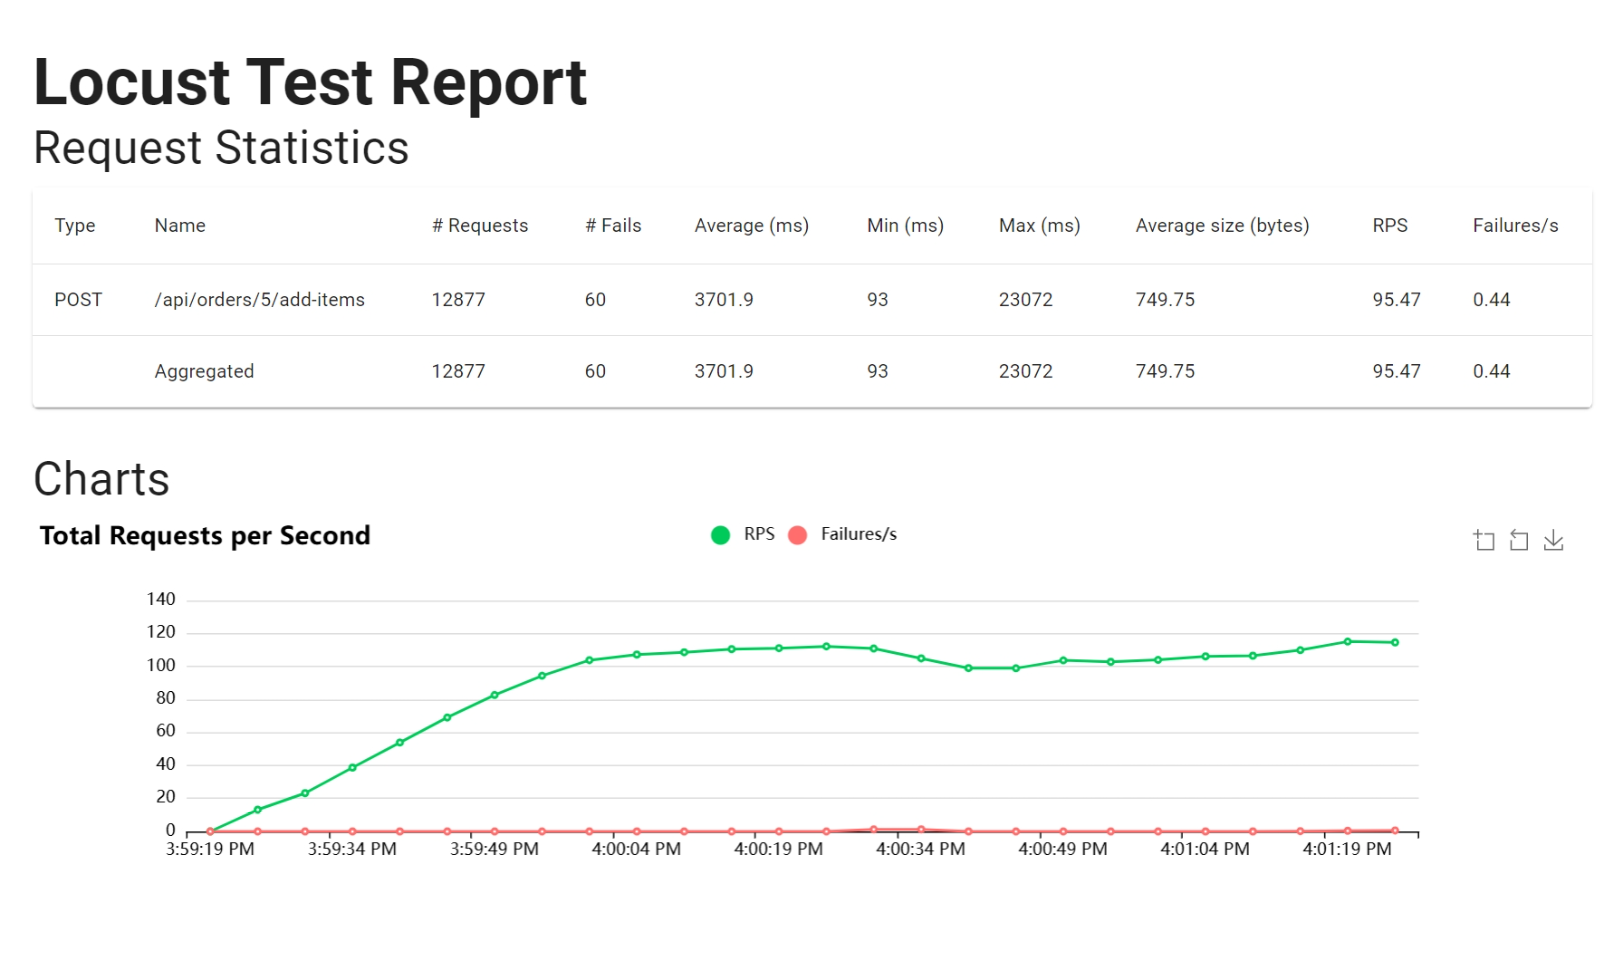 Locust Test Report
Request Statistics
Type Name # Requests # Fails Average (ms) Min (ms) Max (ms) Average size (bytes) RPS Failures/s
POST /api/orders/5/add-items 12877 60 3701.9 93 23072 749.75 95.47 0.44
Aggregated 12877 60 3701.9 93 23072 749.75 95.47 0.44
Charts
Total Requests per Second RPS Failures/s
140
120
100
80
60
40
20
0
3:59:19 PM 3:59:34 PM 3:59:49 PM 4:00:04 PM 4:00:19 PM 4:00:34 PM 4:00:49 PM 4:01:04 PM 4:01:19 PM